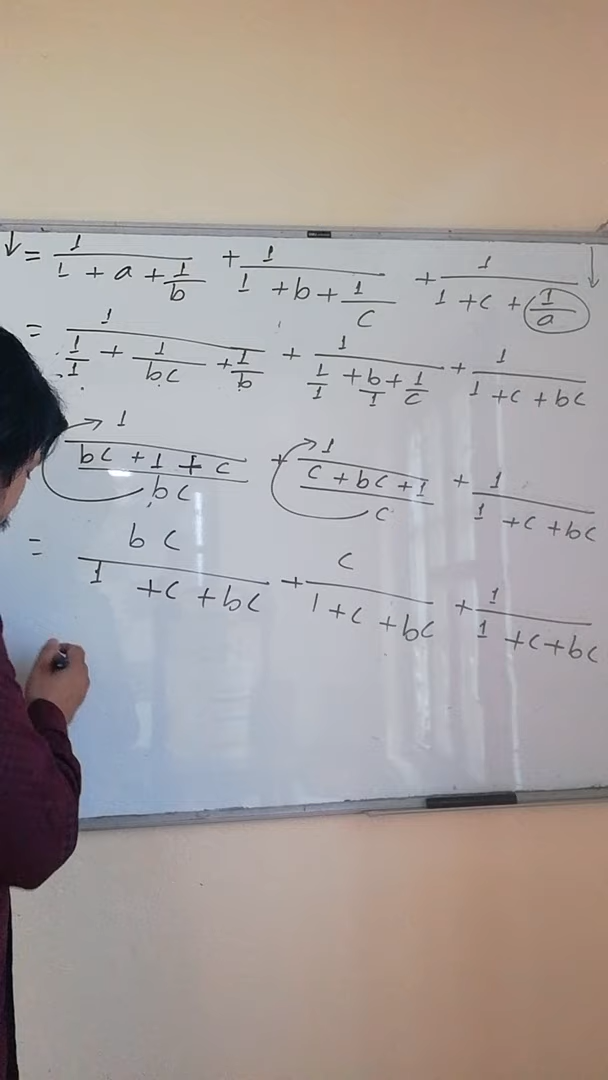 ↓ = 1/(1 + a + 1/b) + 1/(1 + b + 1/c) + 1/(1 + c + 1/a) ↓
= 1/(1/1 + 1/bc + 1/b) + 1/(1/1 + b/1 + 1/c) + 1/(1 + c + bc)
1/((bc + 1 + c)/bc) + 1/((c + bc + 1)/c) + 1/(1 + c + bc)
= bc/(1 + c + bc) + c/(1 + c + bc) + 1/(1 + c + bc)